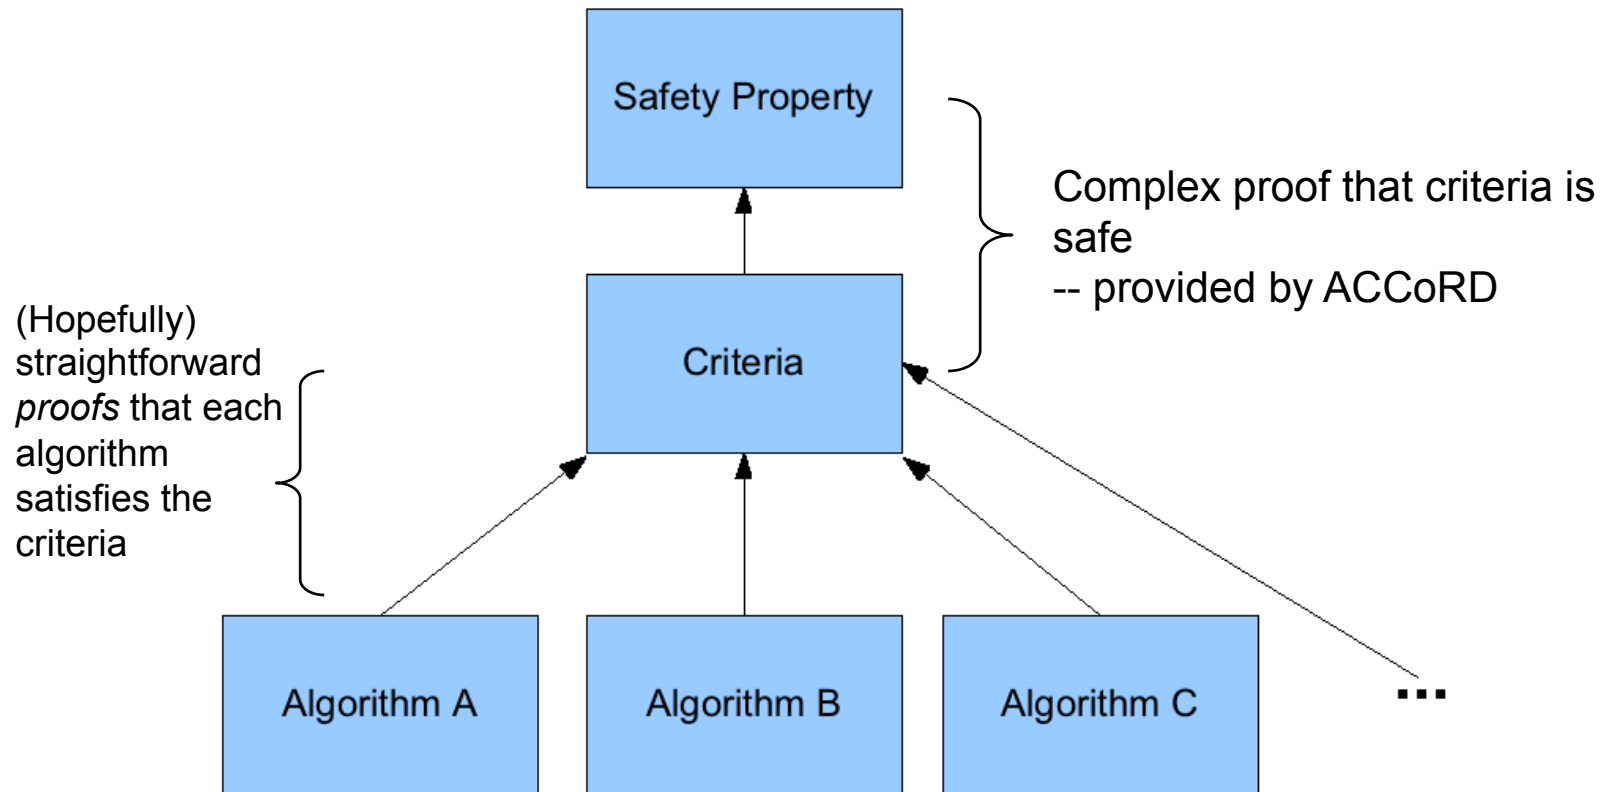 Safety Property
Complex proof that criteria is
safe
-- provided by ACCoRD
Criteria
(Hopefully)
straightforward
proofs that each
algorithm
satisfies the
criteria
Algorithm A
Algorithm B
Algorithm C
...